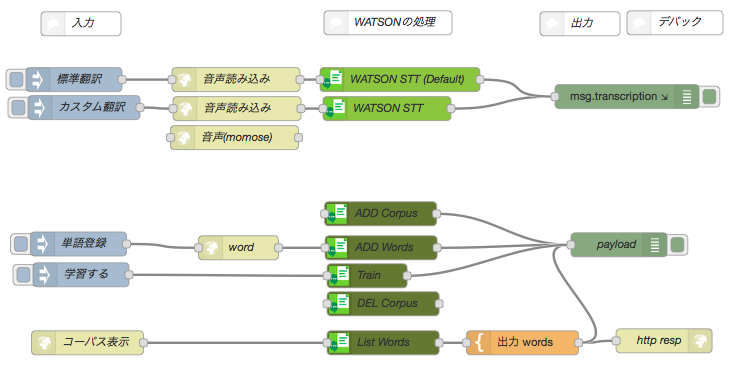 入力
WATSONの処理
出力
デバック
標準翻訳
音声読み込み
WATSON STT (Default)
カスタム翻訳
音声読み込み
WATSON STT
msg.transcription
音声(momose)
単語登録
word
ADD Corpus
ADD Words
payload
学習する
Train
DEL Corpus
コーパス表示
List Words
出力 words
http resp